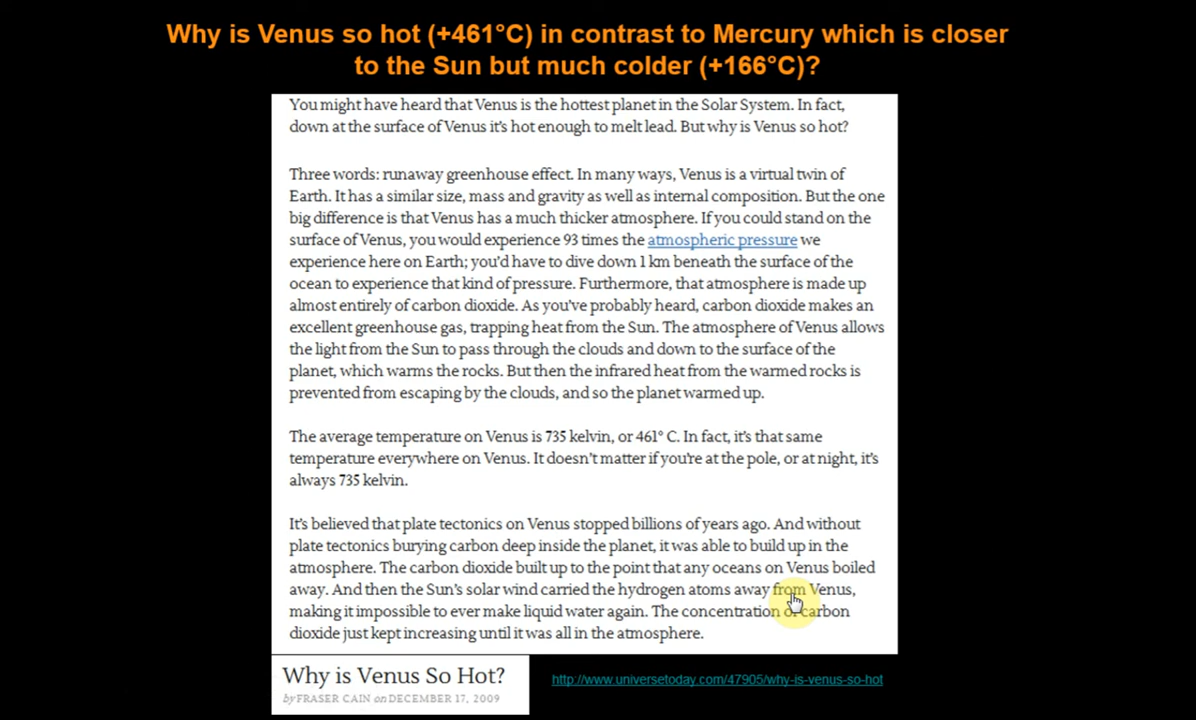 Why is Venus so hot (+461°C) in contrast to Mercury which is closer
to the Sun but much colder (+166°C)?
You might have heard that Venus is the hottest planet in the Solar System. In fact,
down at the surface of Venus it's hot enough to melt lead. But why is Venus so hot?
Three words: runaway greenhouse effect. In many ways, Venus is a virtual twin of
Earth. It has a similar size, mass and gravity as well as internal composition. But the one
big difference is that Venus has a much thicker atmosphere. If you could stand on the
surface of Venus, you would experience 93 times the atmospheric pressure we
experience here on Earth; you'd have to dive down 1 km beneath the surface of the
ocean to experience that kind of pressure. Furthermore, that atmosphere is made up
almost entirely of carbon dioxide. As you've probably heard, carbon dioxide makes an
excellent greenhouse gas, trapping heat from the Sun. The atmosphere of Venus allows
the light from the Sun to pass through the clouds and down to the surface of the
planet, which warms the rocks. But then the infrared heat from the warmed rocks is
prevented from escaping by the clouds, and so the planet warmed up.
The average temperature on Venus is 735 kelvin, or 461° C. In fact, it's that same
temperature everywhere on Venus. It doesn't matter if you're at the pole, or at night, it's
always 735 kelvin.
It's believed that plate tectonics on Venus stopped billions of years ago. And without
plate tectonics burying carbon deep inside the planet, it was able to build up in the
atmosphere. The carbon dioxide built up to the point that any oceans on Venus boiled
away. And then the Sun's solar wind carried the hydrogen atoms away from Venus,
making it impossible to ever make liquid water again. The concentration of carbon
dioxide just kept increasing until it was all in the atmosphere.
Why is Venus So Hot?
by FRASER CAIN on DECEMBER 17, 2009
http://www.universetoday.com/47905/why-is-venus-so-hot